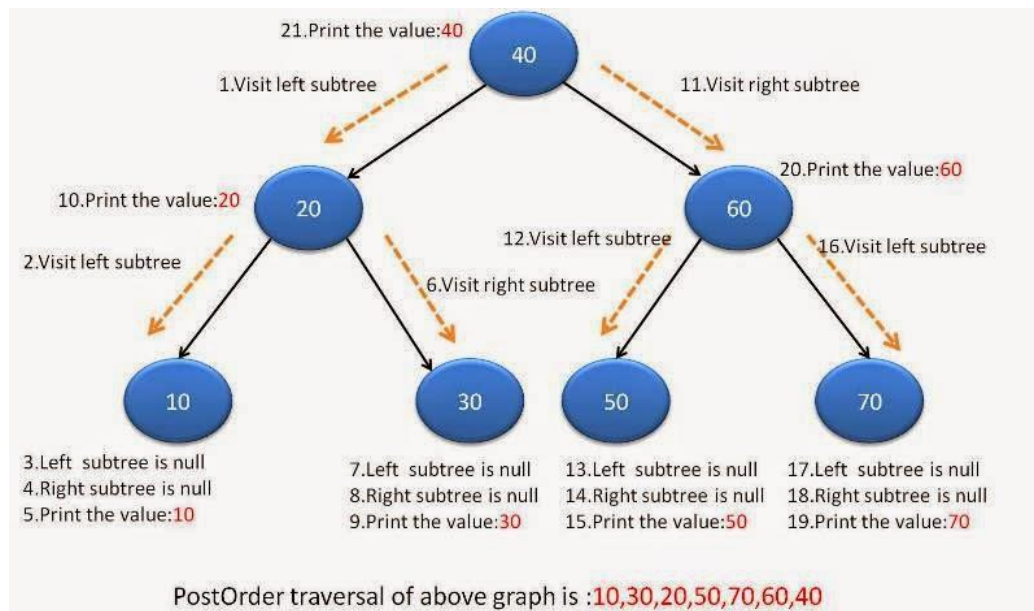 21.Print the value:40
40
1.Visit left subtree
11.Visit right subtree
20.Print the value:60
10.Print the value:20
20
60
12.Visit left subtree
16.Visit left subtree
2.Visit left subtree
6.Visit right subtree
10
30
50
70
3.Left subtree is null
4.Right subtree is null
5.Print the value:10
7.Left subtree is null
8.Right subtree is null
9.Print the value:30
13.Left subtree is null
14.Right subtree is null
15.Print the value:50
17.Left subtree is null
18.Right subtree is null
19.Print the value:70
PostOrder traversal of above graph is :10,30,20,50,70,60,40